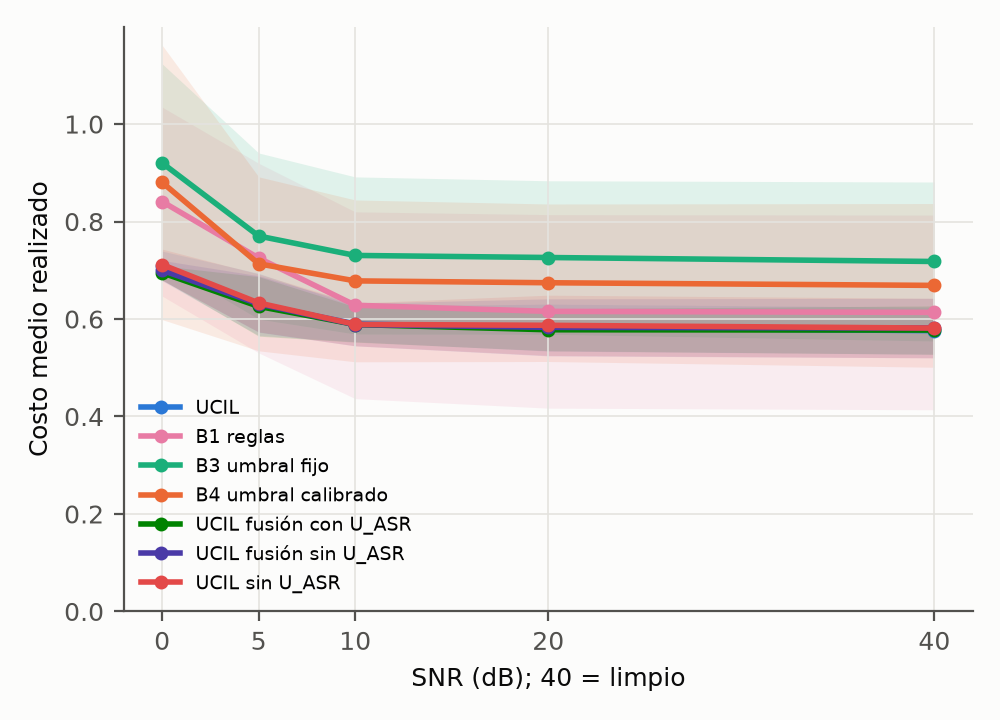 1.0
0.8
0.6
0.4
0.2
0.0
Costo medio realizado
UCIL
B1 reglas
B3 umbral fijo
B4 umbral calibrado
UCIL fusión con U_ASR
UCIL fusión sin U_ASR
UCIL sin U_ASR
0 5 10 20 40
SNR (dB); 40 = limpio